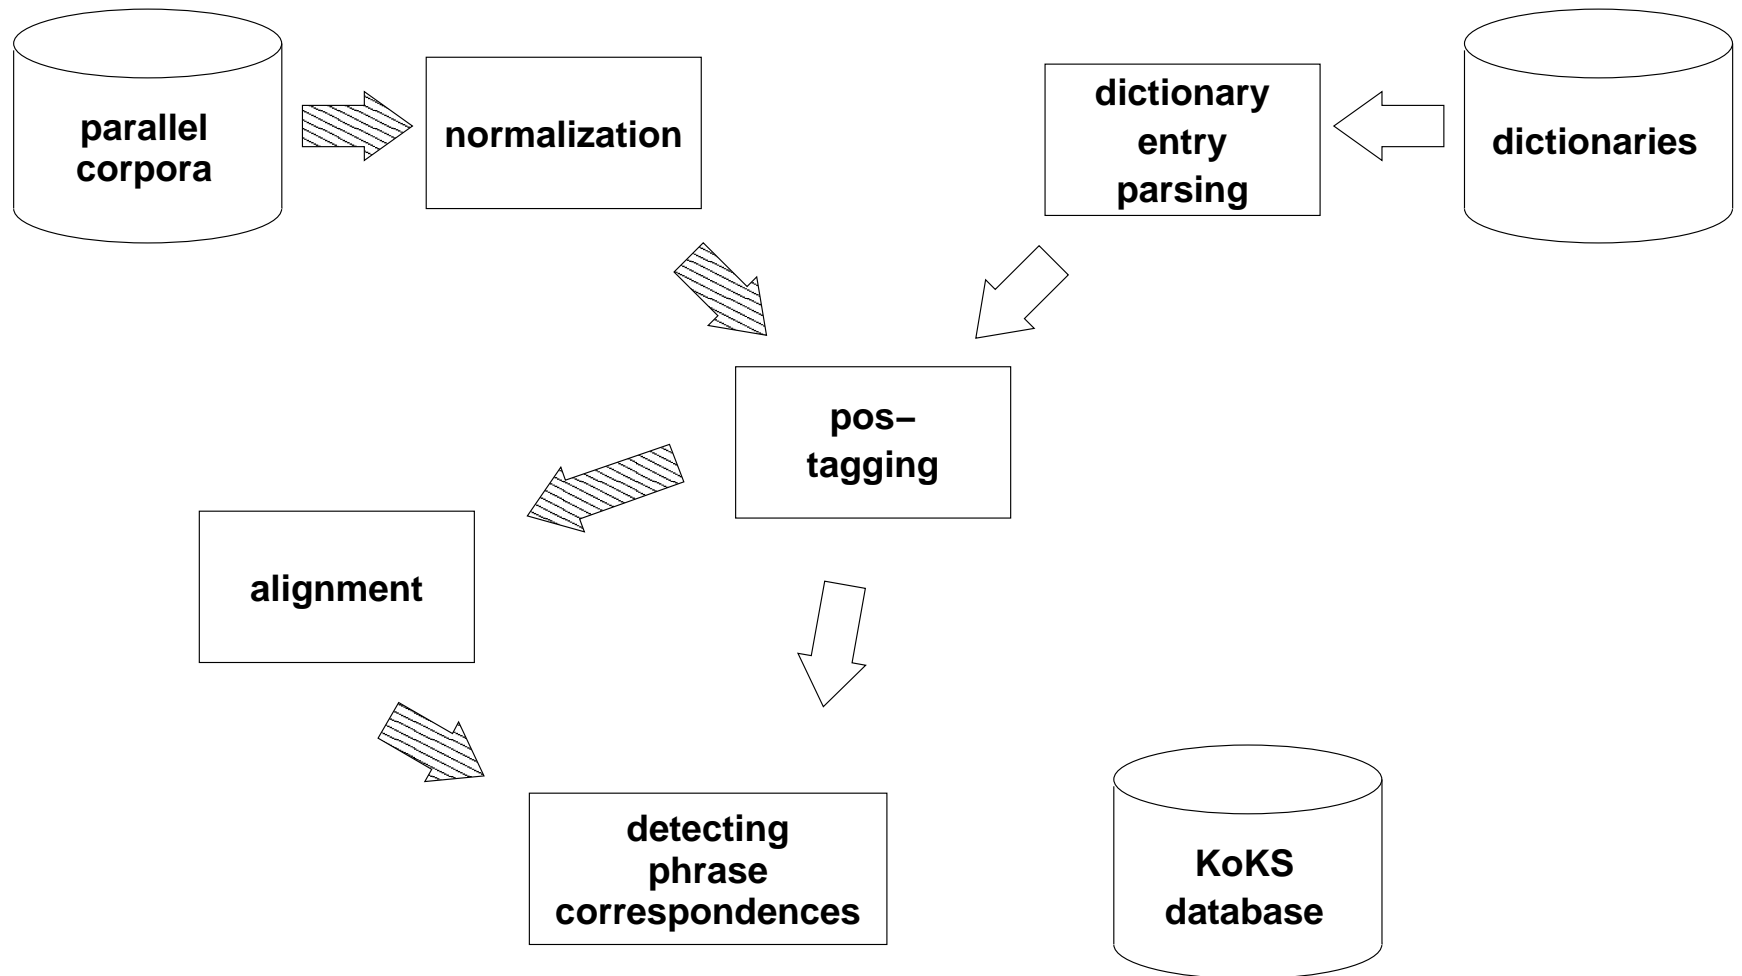 parallel
corpora
normalization
dictionary
entry
parsing
dictionaries
pos–
tagging
alignment
detecting
phrase
correspondences
KoKS
database